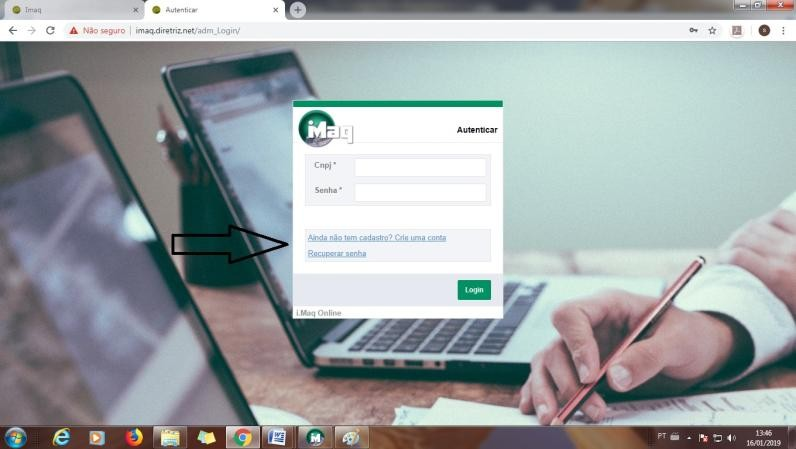 Imaq
Autenticar
Não seguro
imaq.diretriz.net/adm_Login/
iMaq
Autenticar
Cnpj *
Senha *
Ainda não tem cadastro? Crie uma conta
Recuperar senha
Login
i.Maq Online
PT
13:46
16/01/2019